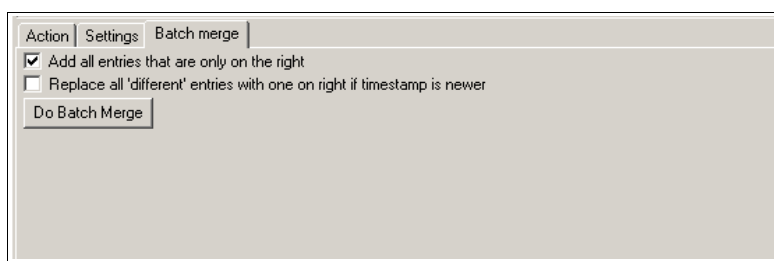 Action Settings Batch merge
Add all entries that are only on the right
Replace all 'different' entries with one on right if timestamp is newer
Do Batch Merge